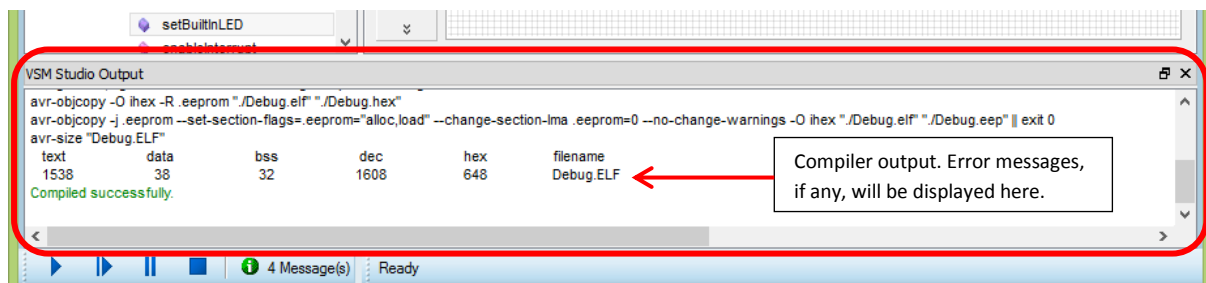 setBuiltInLED
enableInterrupt
VSM Studio Output
avr-objcopy -O ihex -R .eeprom "./Debug.elf" "./Debug.hex"
avr-objcopy -j .eeprom --set-section-flags=.eeprom="alloc,load" --change-section-lma .eeprom=0 --no-change-warnings -O ihex "./Debug.elf" "./Debug.eep" || exit 0
avr-size "Debug.ELF"
text data bss dec hex filename
1538 38 32 1608 648 Debug.ELF
Compiled successfully.
Compiler output. Error messages,
if any, will be displayed here.
4 Message(s) Ready